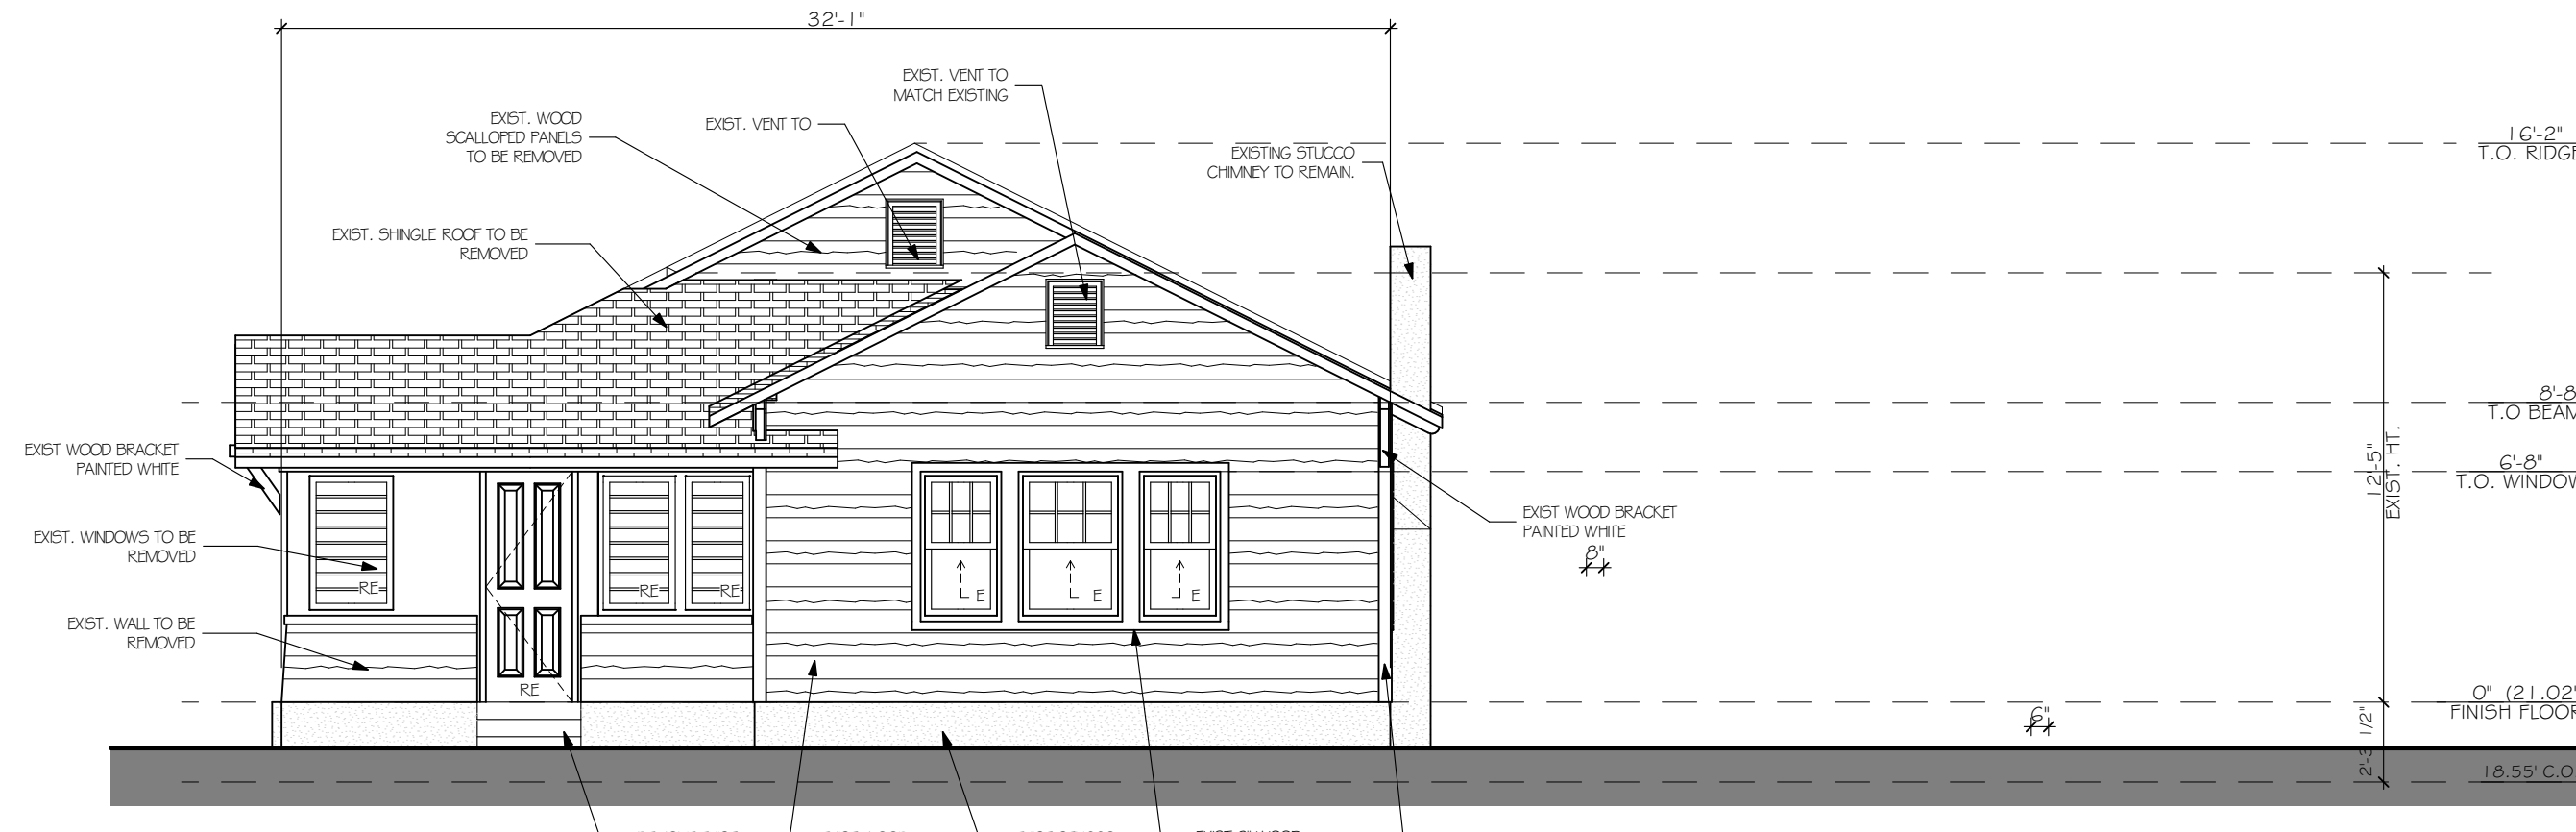 32'-1"
EXIST. VENT TO
MATCH EXISTING
EXIST. WOOD
SCALLOPED PANELS
TO BE REMOVED
EXIST. VENT TO
16'-2"
T.O. RIDGE
EXISTING STUCCO
CHIMNEY TO REMAIN.
EXIST. SHINGLE ROOF TO BE
REMOVED
8'-8
T.O BEAM
EXIST WOOD BRACKET
PAINTED WHITE
12'-5"
EXIST. HT.
6'-8"
T.O. WINDOW
EXIST WOOD BRACKET
PAINTED WHITE
8"
EXIST. WINDOWS TO BE
REMOVED
RE
RE
RE
E
E
E
EXIST. WALL TO BE
REMOVED
RE
0" (21.02'
FINISH FLOOR
6"
2'-3 1/2"
18.55' C.O